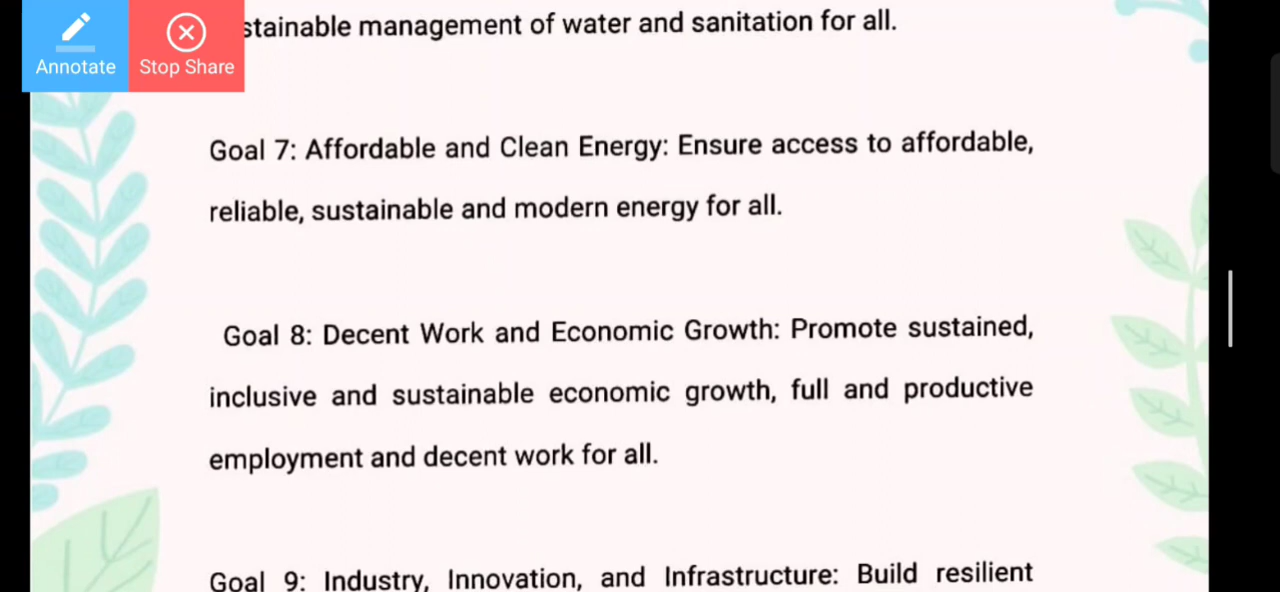 stainable management of water and sanitation for all.
Annotate
Stop Share
Goal 7: Affordable and Clean Energy: Ensure access to affordable,
reliable, sustainable and modern energy for all.
Goal 8: Decent Work and Economic Growth: Promote sustained,
inclusive and sustainable economic growth, full and productive
employment and decent work for all.
Goal 9: Industry, Innovation, and Infrastructure: Build resilient